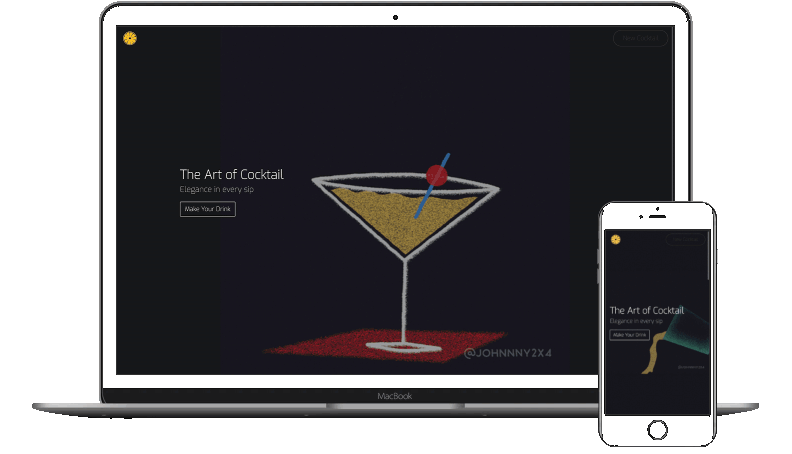 The Art of Cocktail
Elegance in every sip
Make Your Drink
@JOHNNNY2X4
MacBook
The Art of Cocktail
Elegance in every sip
Make Your Drink